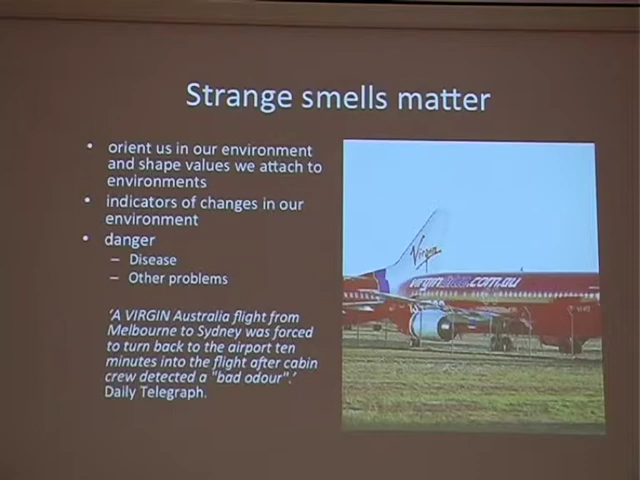 Strange smells matter
• orient us in our environment
and shape values we attach to
environments
• indicators of changes in our
environment
• danger
– Disease
– Other problems
'A VIRGIN Australia flight from
Melbourne to Sydney was forced
to turn back to the airport ten
minutes into the flight after cabin
crew detected a "bad odour".'
Daily Telegraph.
Virgin
virginblue.com.au